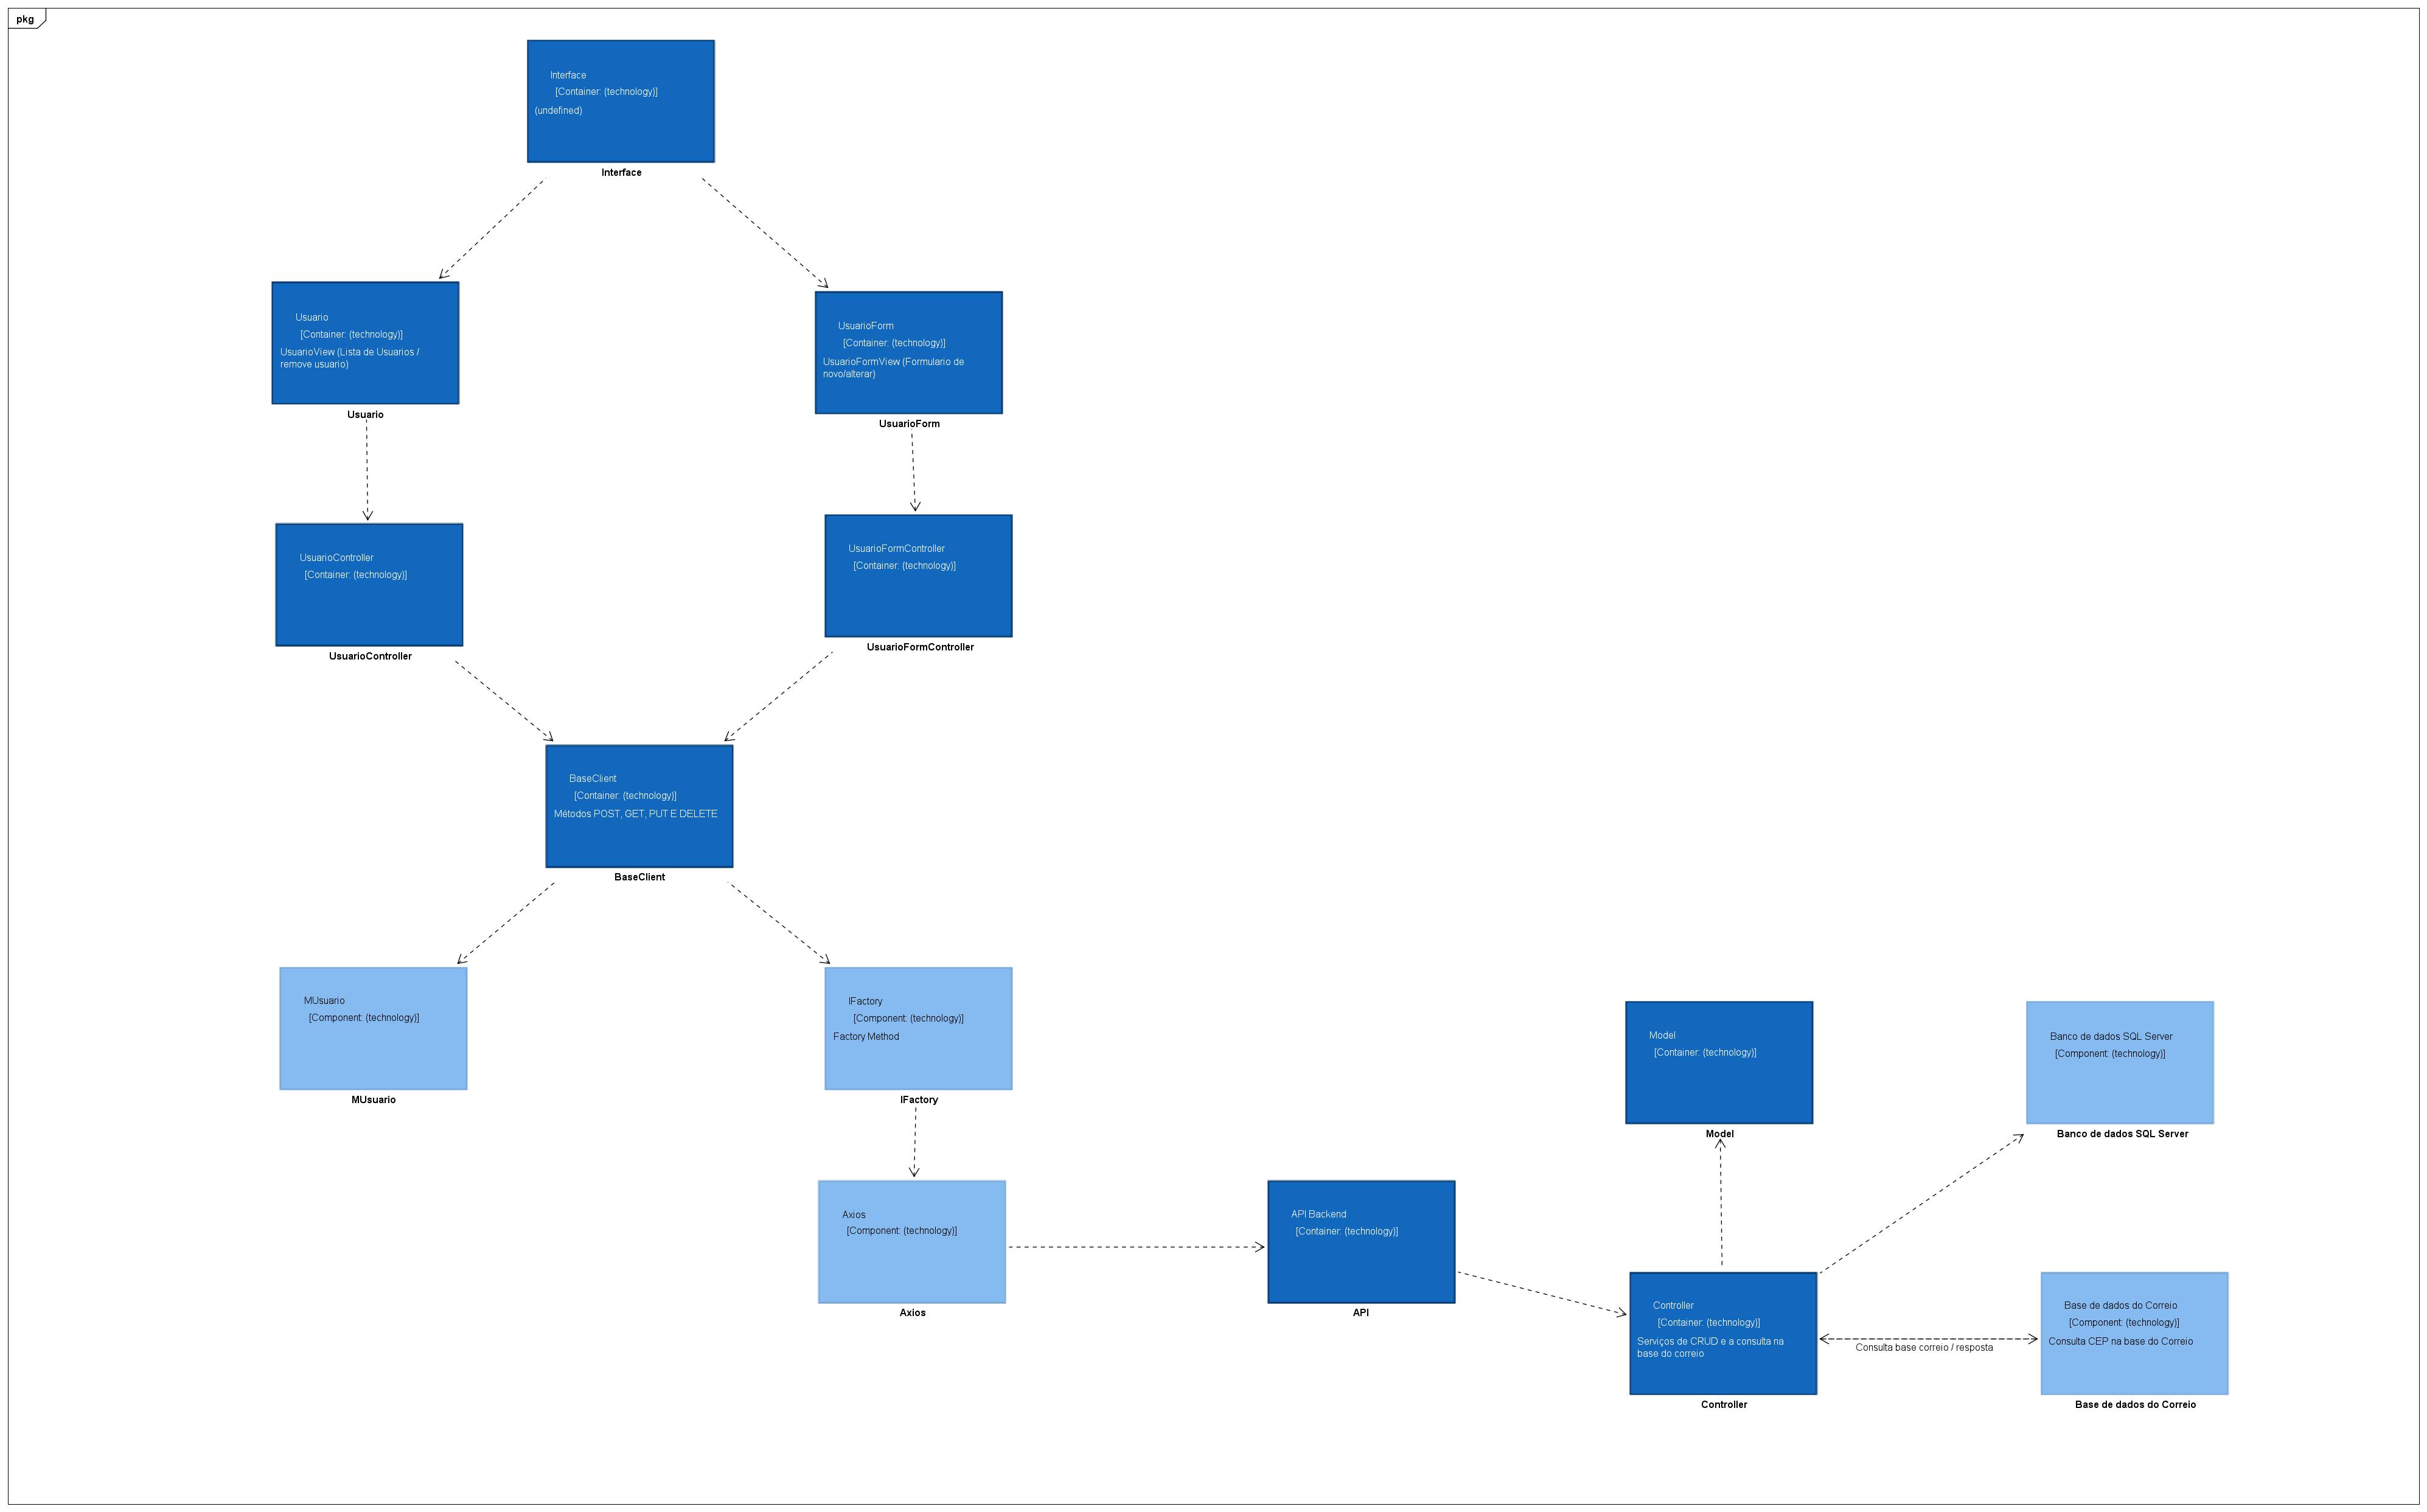 pkg
Interface
[Container: (technology)]
(undefined)
Interface
Usuario
[Container: (technology)]
UsuarioView (Lista de Usuarios /
remove usuario)
Usuario
UsuarioForm
[Container: (technology)]
UsuarioFormView (Formulario de
novo/alterar)
UsuarioForm
UsuarioController
[Container: (technology)]
UsuarioController
UsuarioFormController
[Container: (technology)]
UsuarioFormController
BaseClient
[Container: (technology)]
Métodos POST, GET, PUT E DELETE
BaseClient
MUsuario
[Component: (technology)]
MUsuario
IFactory
[Component: (technology)]
Factory Method
IFactory
Model
[Container: (technology)]
Model
Banco de dados SQL Server
[Component: (technology)]
Banco de dados SQL Server
Axios
[Component: (technology)]
Axios
API Backend
[Container: (technology)]
API
Controller
[Container: (technology)]
Serviços de CRUD e a consulta na
base do correio
Controller
Consulta base correio / resposta
Base de dados do Correio
[Component: (technology)]
Consulta CEP na base do Correio
Base de dados do Correio